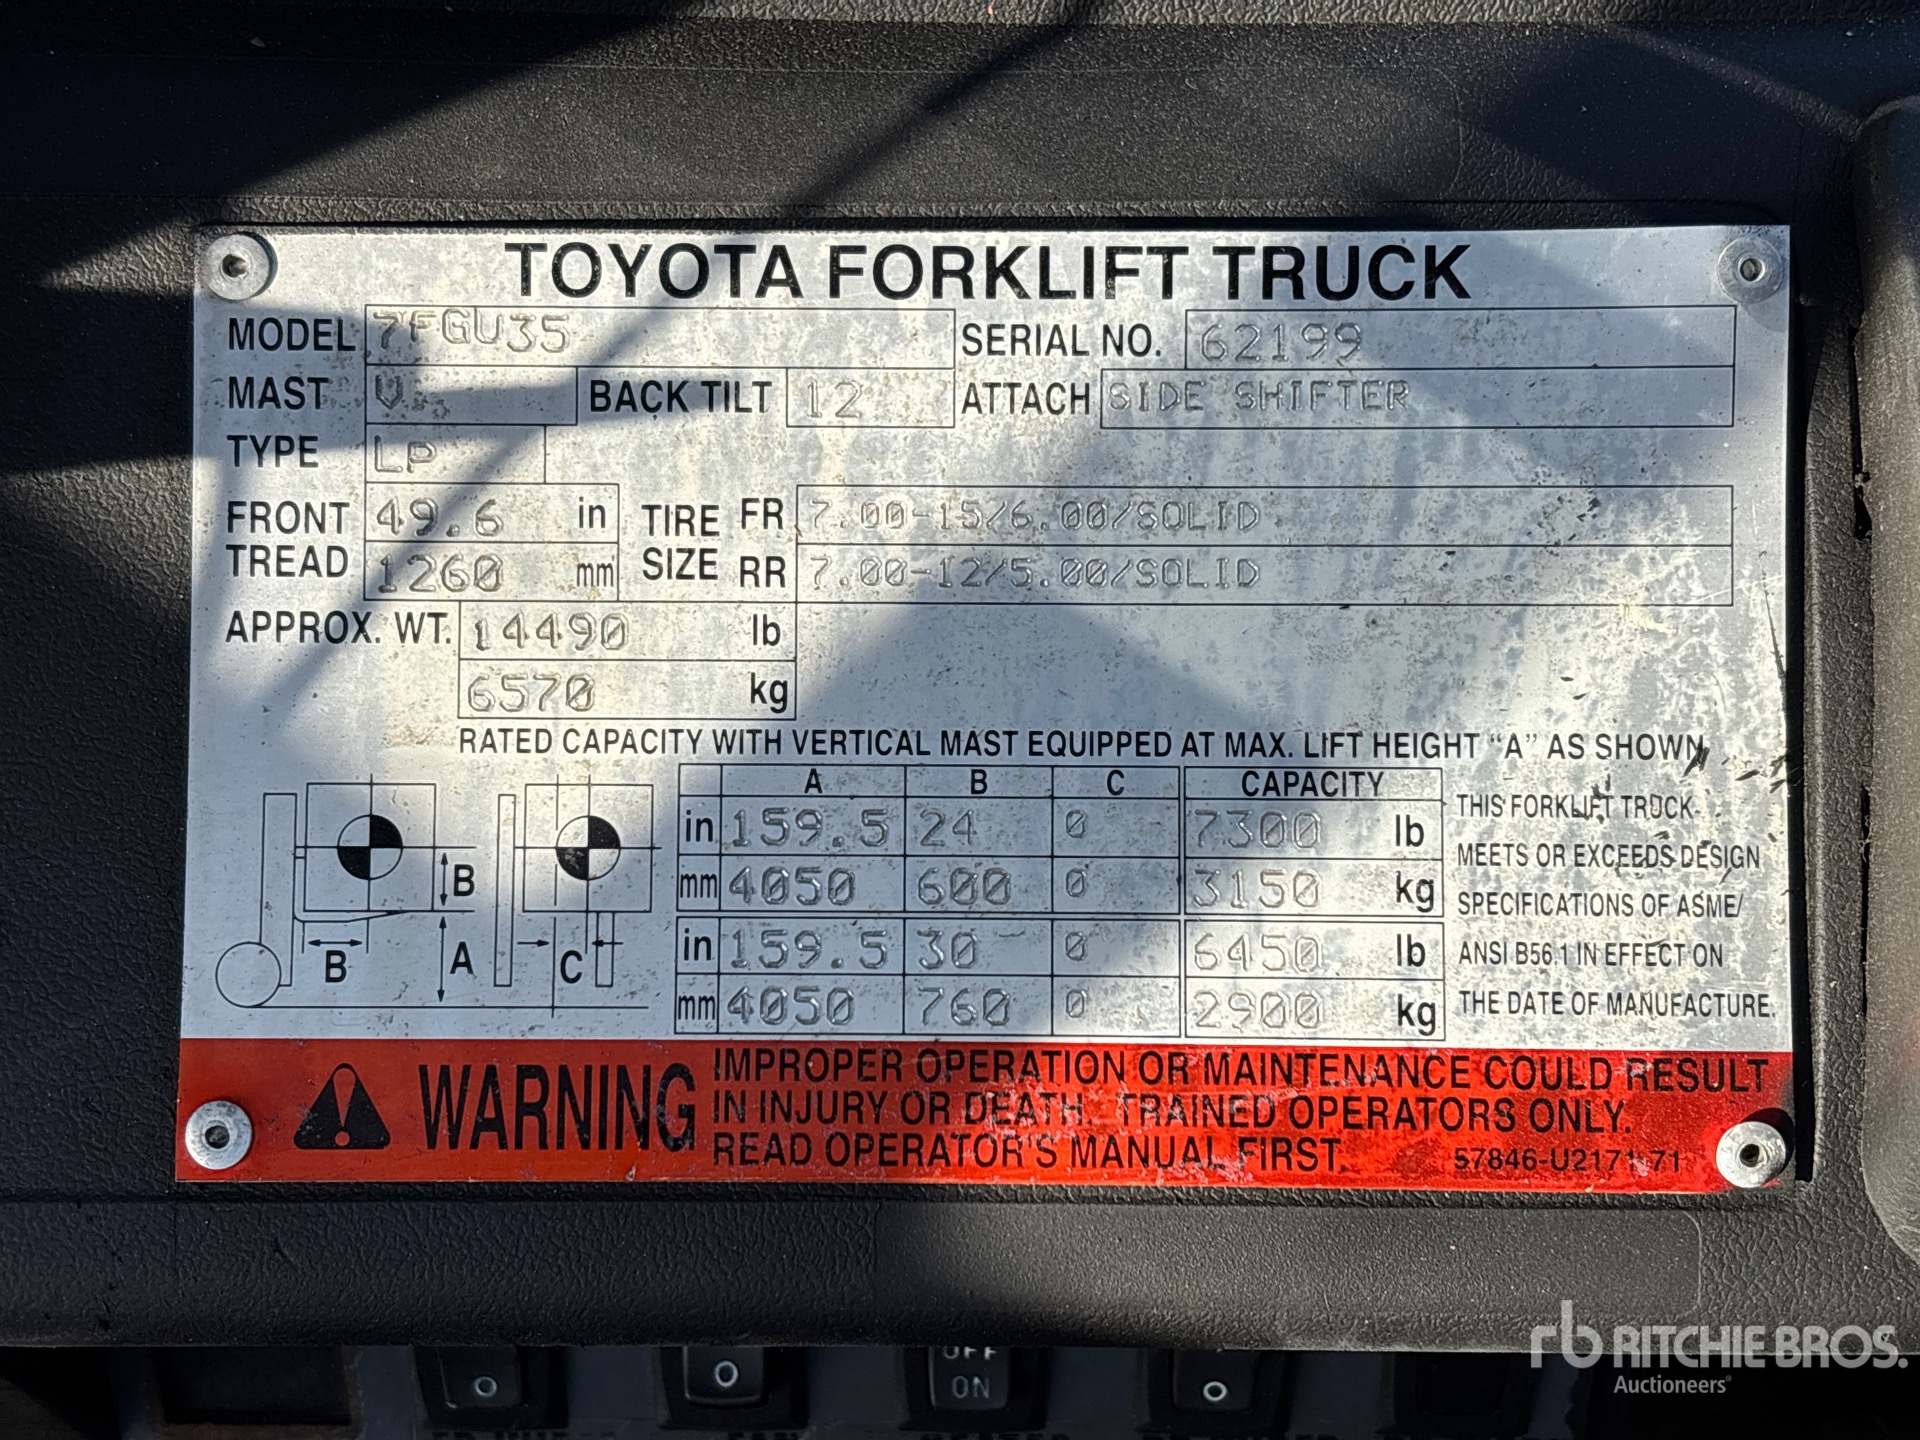 TOYOTA FORKLIFT TRUCK
MODEL 7FGU35 SERIAL NO. 62199
MAST V BACK TILT 12 ATTACH SIDE SHIFTER
TYPE LP
FRONT TREAD 49.6 in TIRE SIZE FR 7.00-15/6.00/SOLID
1260 mm RR 7.00-12/5.00/SOLID
APPROX. WT. 14490 lb
6570 kg
RATED CAPACITY WITH VERTICAL MAST EQUIPPED AT MAX. LIFT HEIGHT "A" AS SHOWN
A B C CAPACITY
in 159.5 24 0 7300 lb
mm 4050 600 0 3150 kg
in 159.5 30 0 6450 lb
mm 4050 760 0 2900 kg
B
B A C
THIS FORKLIFT TRUCK
MEETS OR EXCEEDS DESIGN
SPECIFICATIONS OF ASME/
ANSI B56.1 IN EFFECT ON
THE DATE OF MANUFACTURE.
WARNING
IMPROPER OPERATION OR MAINTENANCE COULD RESULT
IN INJURY OR DEATH. TRAINED OPERATORS ONLY.
READ OPERATOR'S MANUAL FIRST.
57846-U2171-71
OFF
ON
rb RITCHIE BROS.
Auctioneers